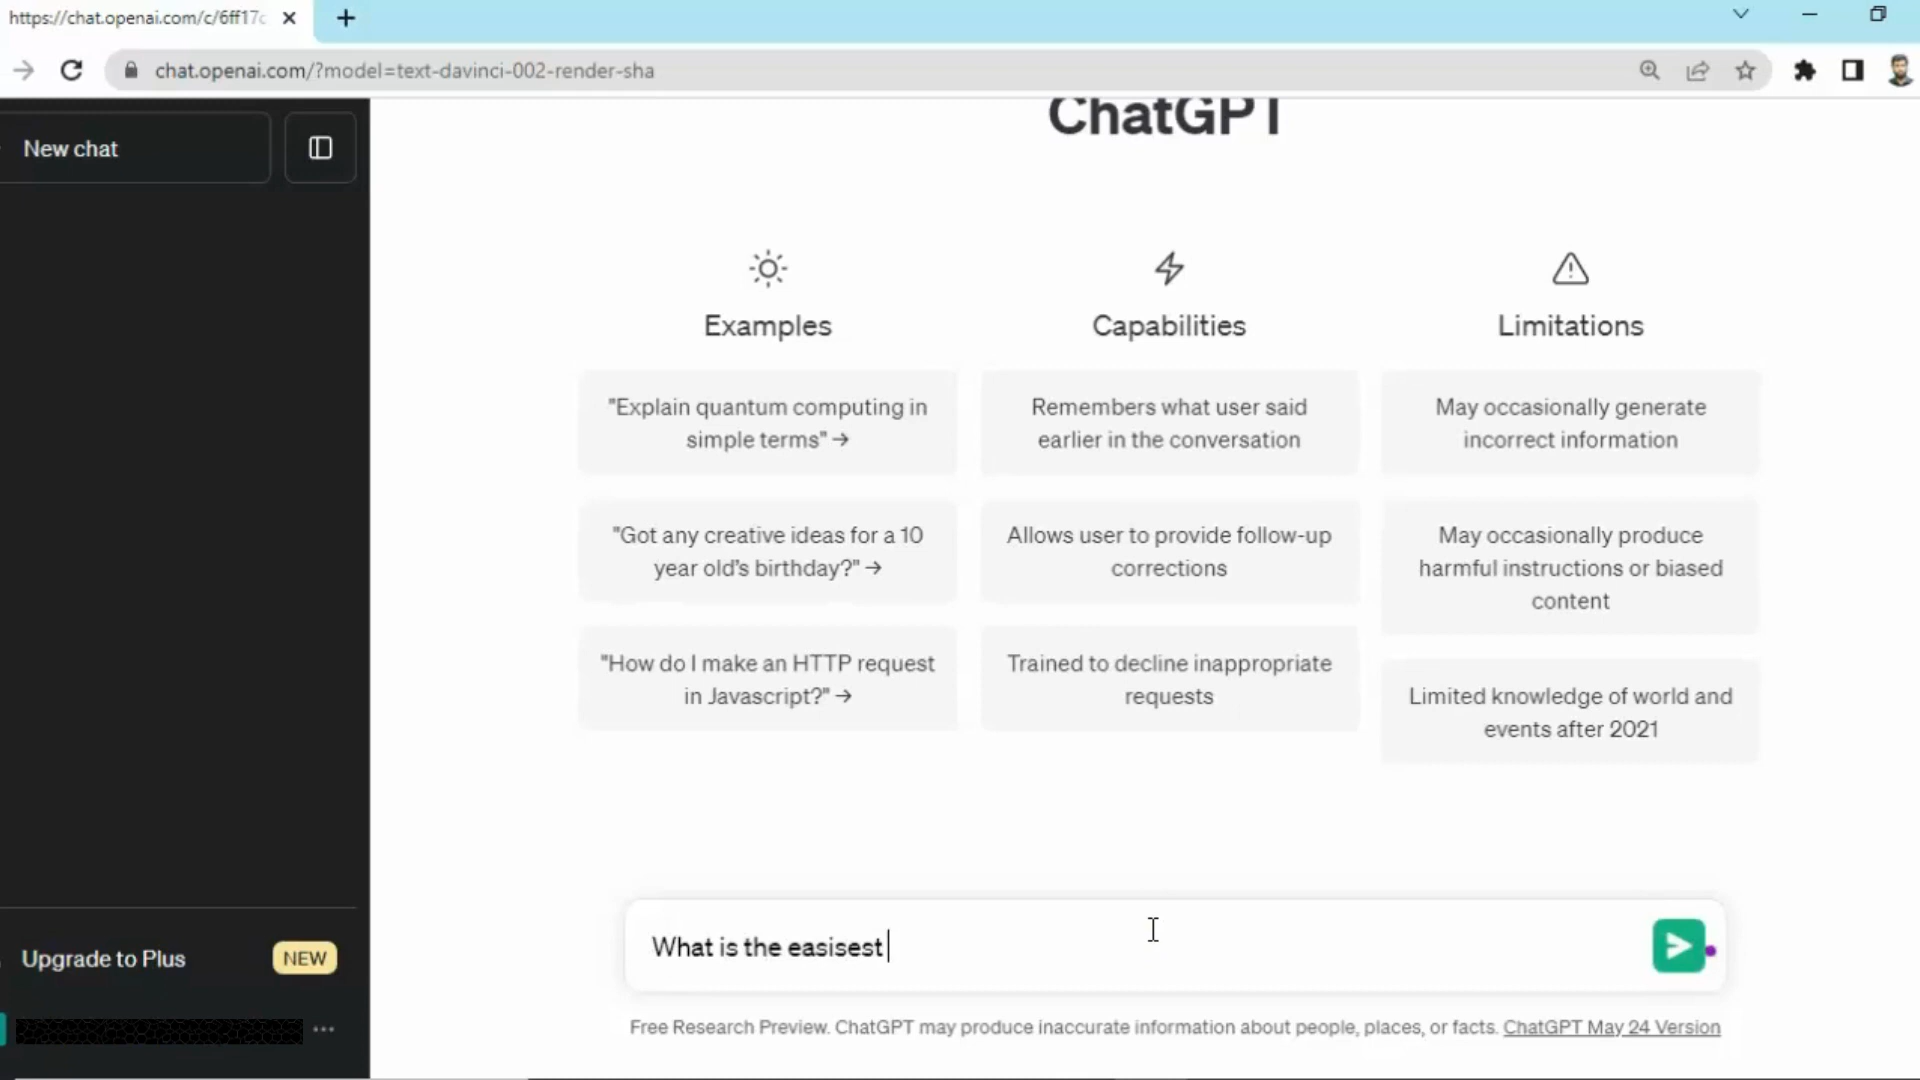 https://chat.openai.com/c/6ff17c
chat.openai.com/?model=text-davinci-002-render-sha
New chat
ChatGPT
Examples
Capabilities
Limitations
"Explain quantum computing in
simple terms" →
Remembers what user said
earlier in the conversation
May occasionally generate
incorrect information
"Got any creative ideas for a 10
year old's birthday?" →
Allows user to provide follow-up
corrections
May occasionally produce
harmful instructions or biased
content
"How do I make an HTTP request
in Javascript?" →
Trained to decline inappropriate
requests
Limited knowledge of world and
events after 2021
What is the easisest
Upgrade to Plus
NEW
Free Research Preview. ChatGPT may produce inaccurate information about people, places, or facts. ChatGPT May 24 Version